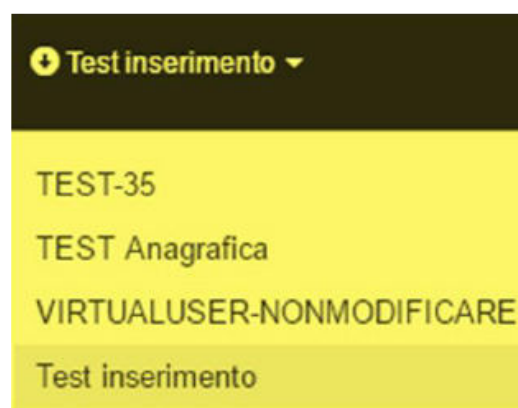 Test inserimento
TEST-35
TEST Anagrafica
VIRTUALUSER-NONMODIFICARE
Test inserimento